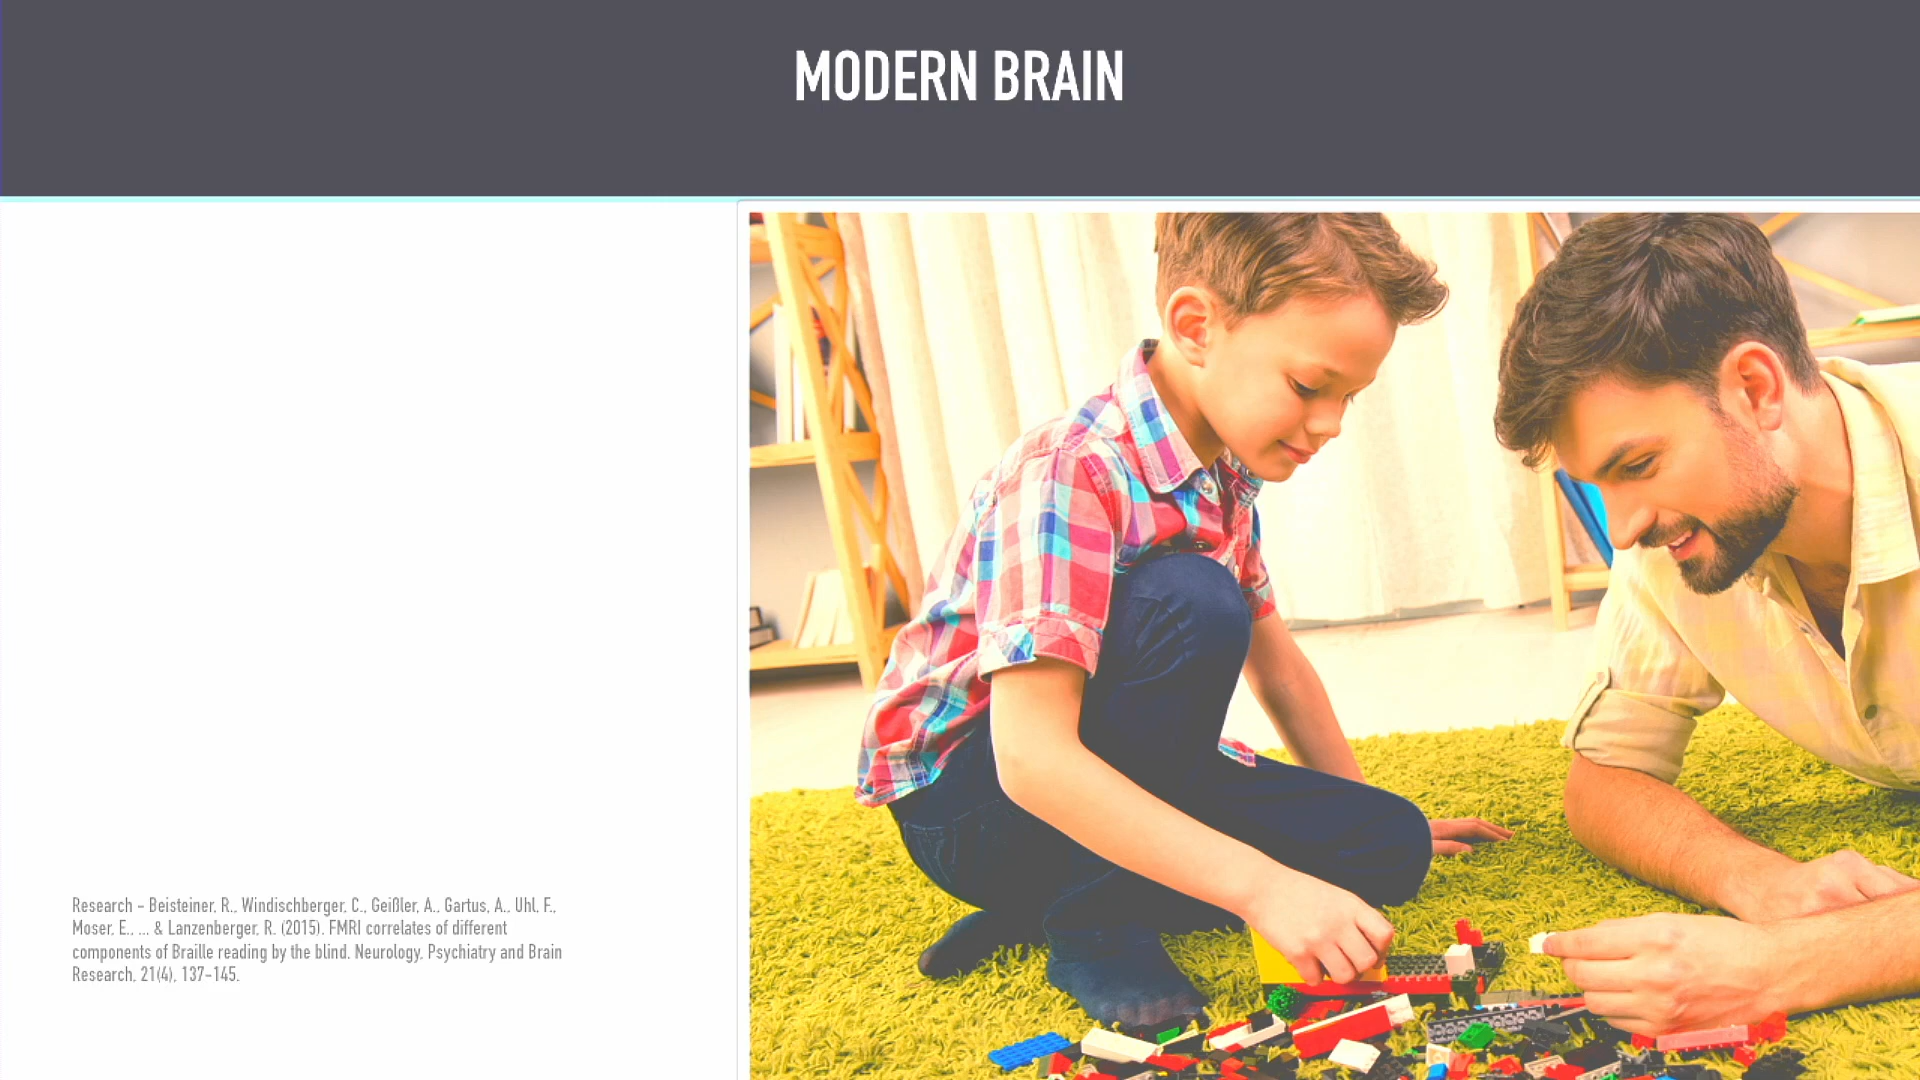 MODERN BRAIN
Research - Beisteiner, R., Windischberger, C., Geißler, A., Gartus, A., Uhl, F.,
Moser, E., ... & Lanzenberger, R. (2015). FMRI correlates of different
components of Braille reading by the blind. Neurology, Psychiatry and Brain
Research, 21(4), 137-145.